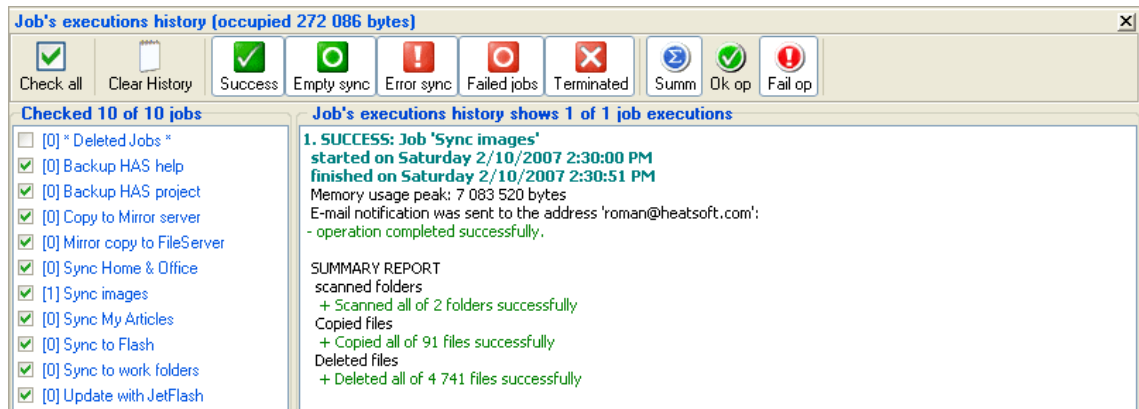 Job's executions history (occupied 272 086 bytes)
Check all Clear History Success Empty sync Error sync Failed jobs Terminated Summ Ok op Fail op
Checked 10 of 10 jobs
[0] * Deleted Jobs *
[0] Backup HAS help
[0] Backup HAS project
[0] Copy to Mirror server
[0] Mirror copy to FileServer
[0] Sync Home & Office
[1] Sync images
[0] Sync My Articles
[0] Sync to Flash
[0] Sync to work folders
[0] Update with JetFlash
Job's executions history shows 1 of 1 job executions
1. SUCCESS: Job 'Sync images'
started on Saturday 2/10/2007 2:30:00 PM
finished on Saturday 2/10/2007 2:30:51 PM
Memory usage peak: 7 083 520 bytes
E-mail notification was sent to the address 'roman@heatsoft.com':
- operation completed successfully.
SUMMARY REPORT
scanned folders
+ Scanned all of 2 folders successfully
Copied files
+ Copied all of 91 files successfully
Deleted files
+ Deleted all of 4 741 files successfully